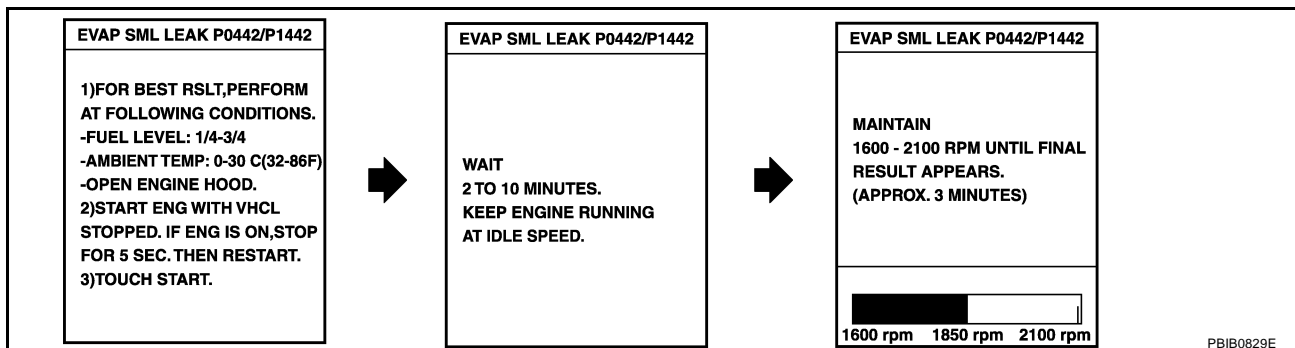 EVAP SML LEAK P0442/P1442
1)FOR BEST RSLT,PERFORM
AT FOLLOWING CONDITIONS.
-FUEL LEVEL: 1/4-3/4
-AMBIENT TEMP: 0-30 C(32-86F)
-OPEN ENGINE HOOD.
2)START ENG WITH VHCL
STOPPED. IF ENG IS ON,STOP
FOR 5 SEC. THEN RESTART.
3)TOUCH START.
EVAP SML LEAK P0442/P1442
WAIT
2 TO 10 MINUTES.
KEEP ENGINE RUNNING
AT IDLE SPEED.
EVAP SML LEAK P0442/P1442
MAINTAIN
1600 - 2100 RPM UNTIL FINAL
RESULT APPEARS.
(APPROX. 3 MINUTES)
1600 rpm 1850 rpm 2100 rpm
PBIB0829E